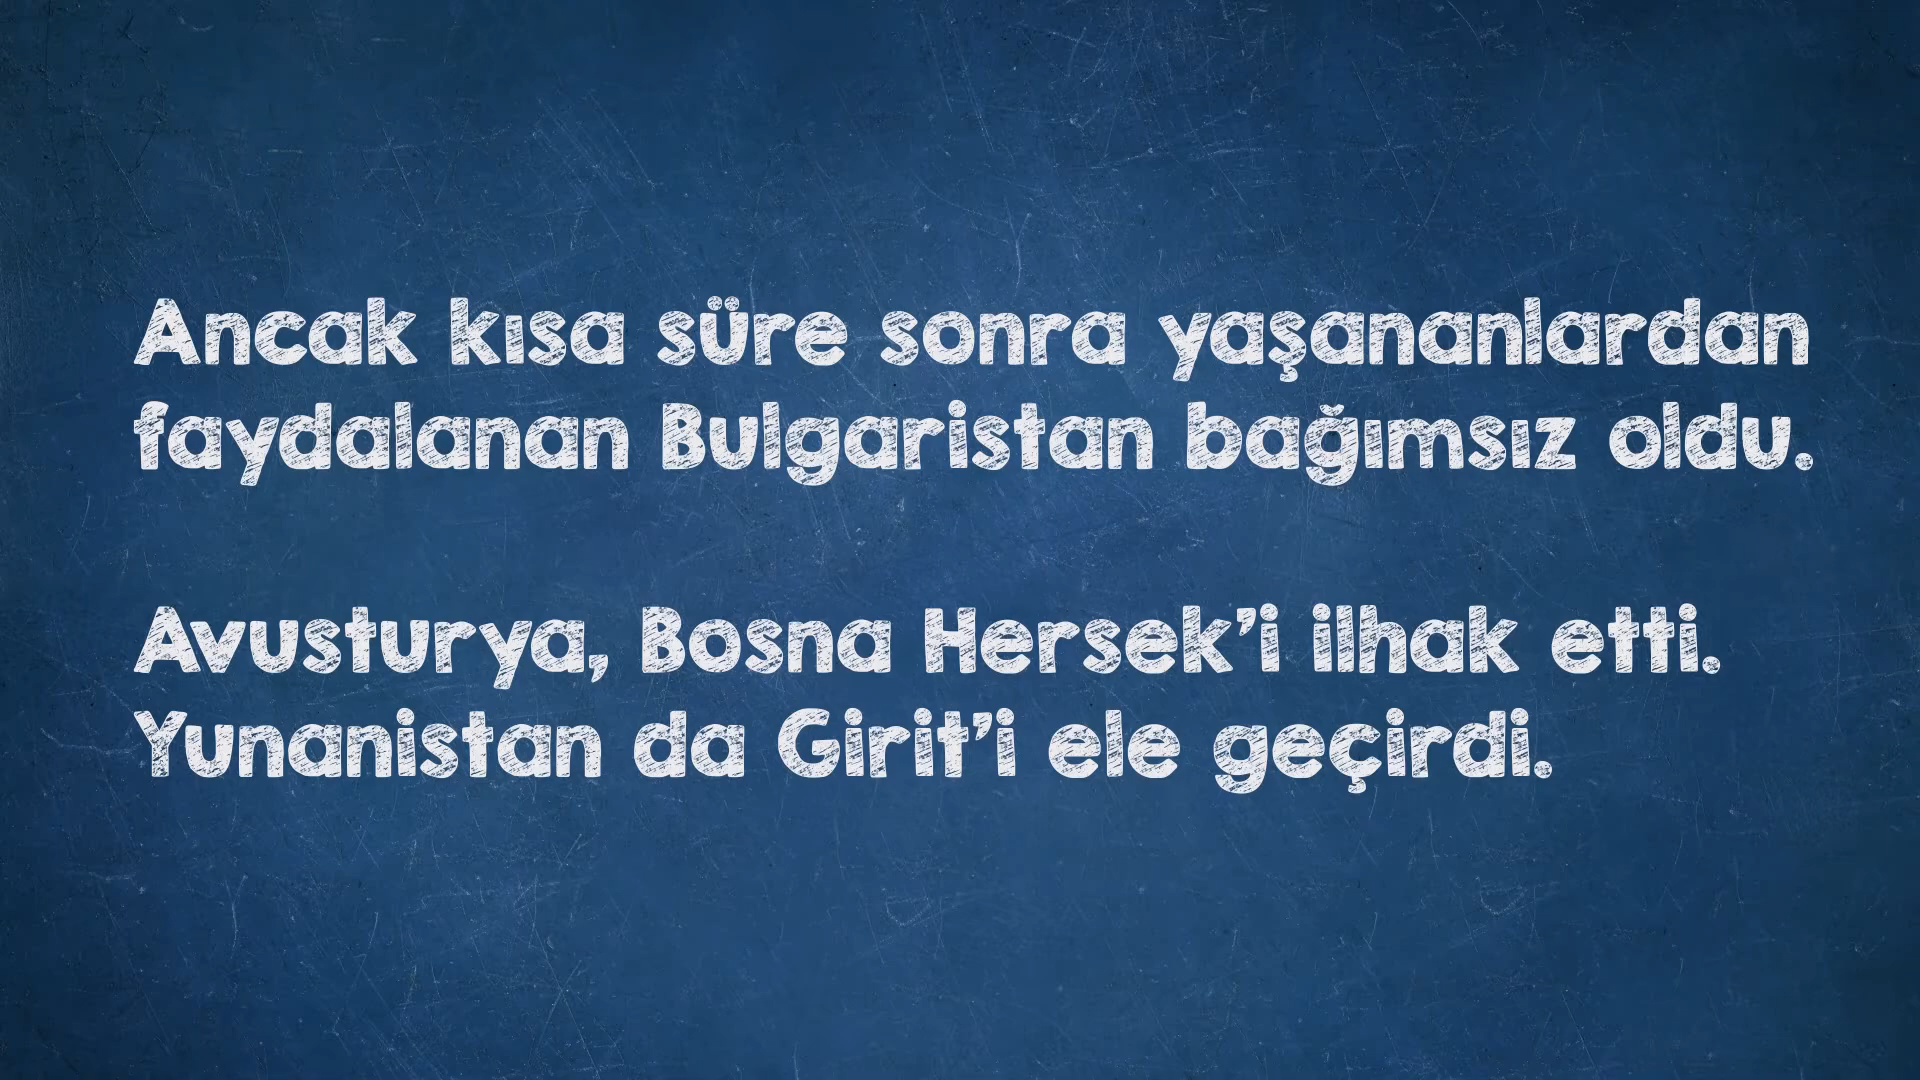 Ancak kısa süre sonra yaşananlardan
faydalanan Bulgaristan bağımsız oldu.
Avusturya, Bosna Hersek’i ilhak etti.
Yunanistan da Girit’i ele geçirdi.